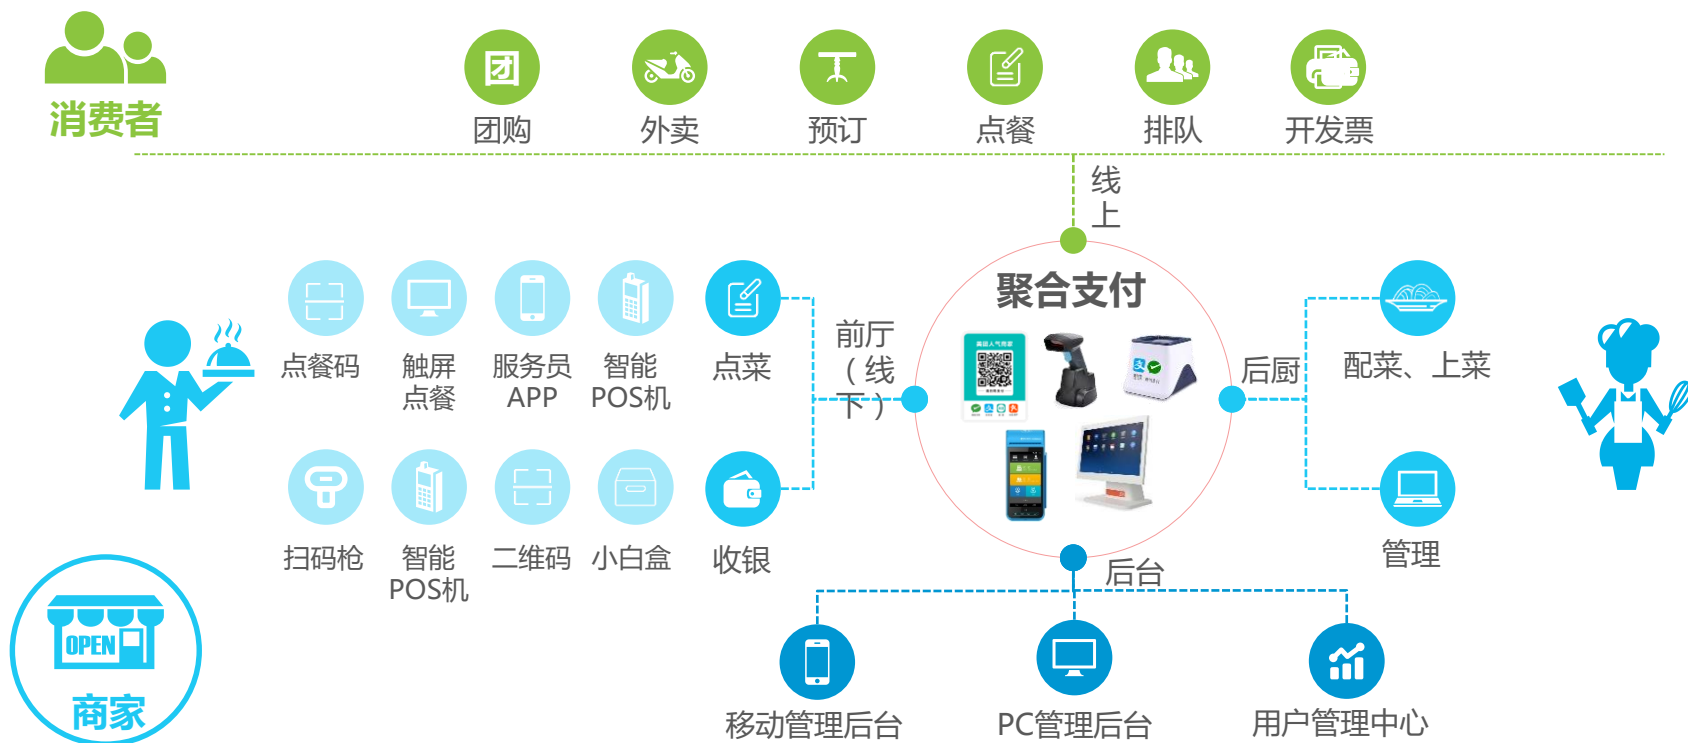 团
消费者
团购
外卖
预订
点餐
排队
开发票
线
上
聚合支付
点餐码
触屏
点餐
服务员
APP
智能
POS机
点菜
前厅
（线
下）
后厨
配菜、上菜
扫码枪
智能
POS机
二维码
小白盒
收银
管理
后台
OPEN
商家
移动管理后台
PC管理后台
用户管理中心